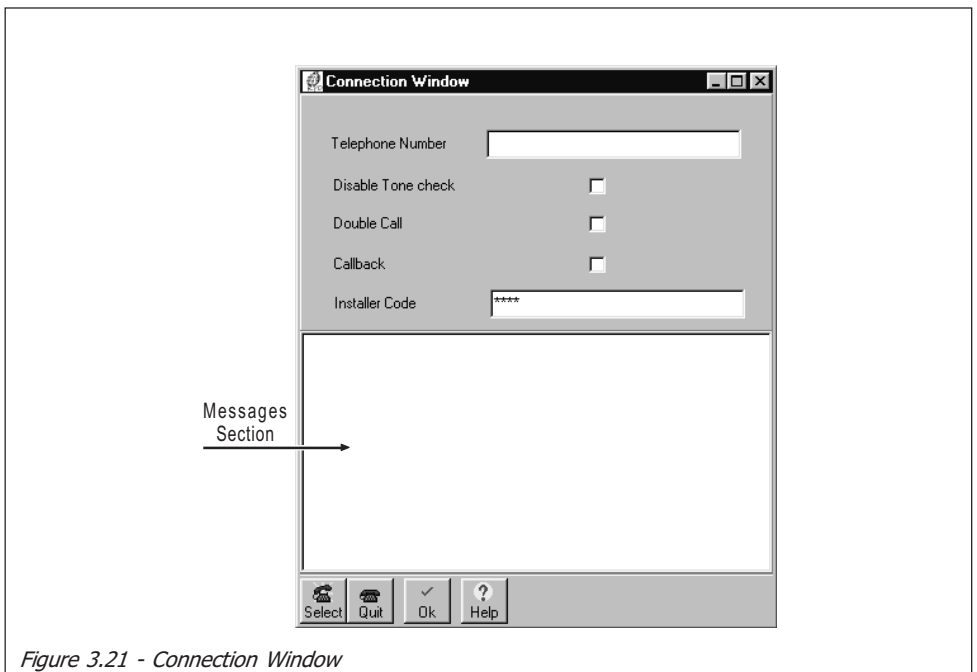 Connection Window
Telephone Number
Disable Tone check
Double Call
Callback
Installer Code ****
Messages
Section
Select Quit Ok Help
Figure 3.21 - Connection Window